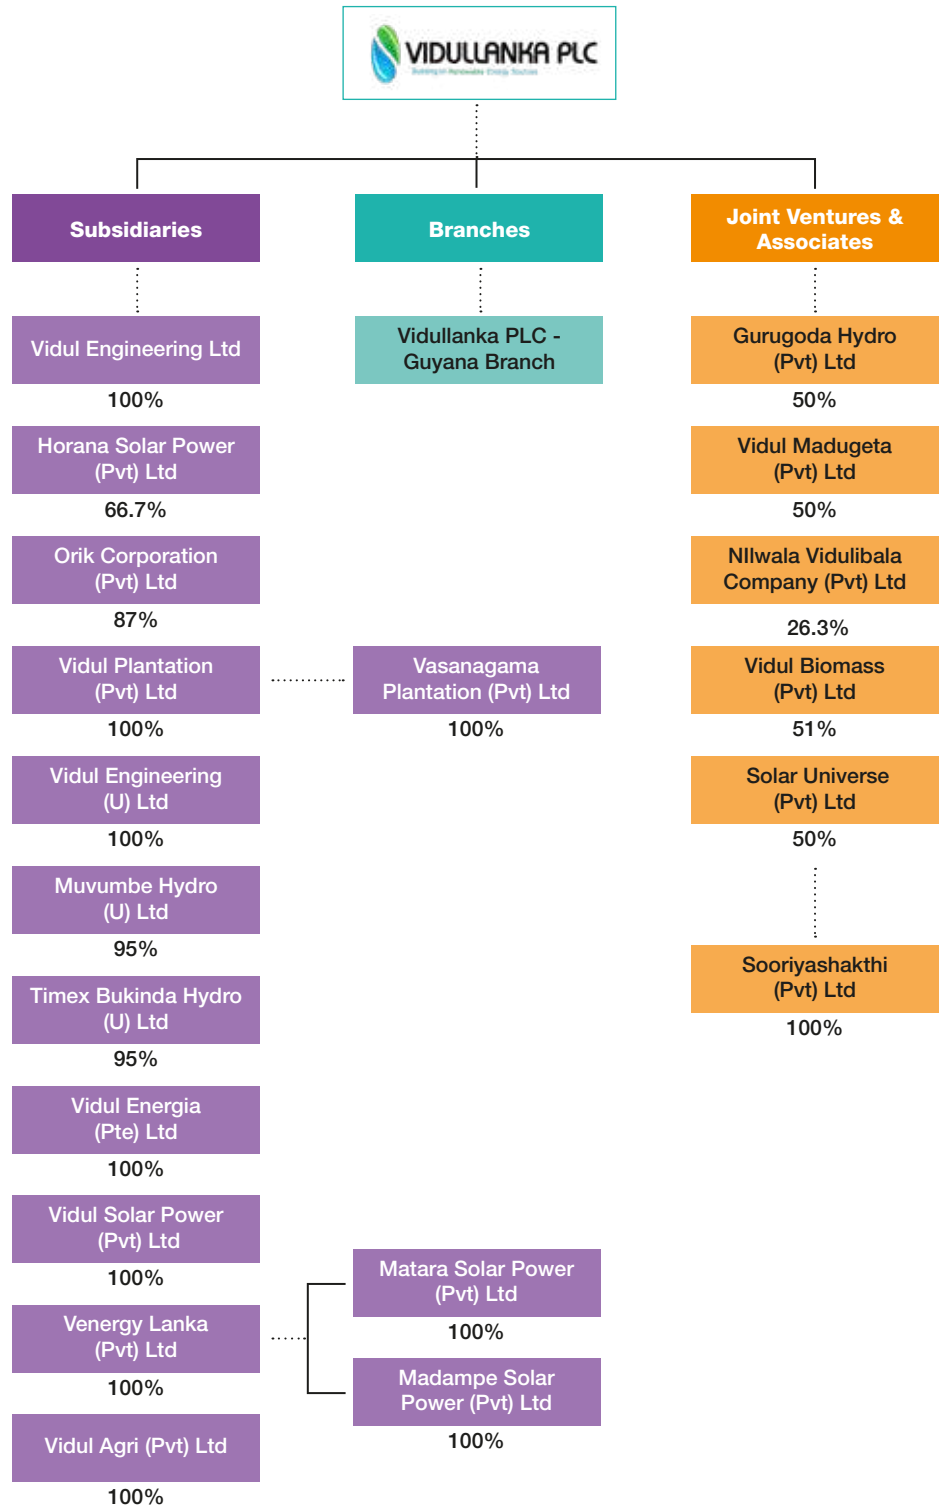 VIDULLANKA PLC
Subsidiaries
Branches
Joint Ventures &
Associates
Vidul Engineering Ltd
100%
Horana Solar Power
(Pvt) Ltd
66.7%
Orik Corporation
(Pvt) Ltd
87%
Vidul Plantation
(Pvt) Ltd
100%
Vasanagama
Plantation (Pvt) Ltd
100%
Vidul Engineering
(U) Ltd
100%
Muvumbe Hydro
(U) Ltd
95%
Timex Bukinda Hydro
(U) Ltd
95%
Vidul Energia
(Pte) Ltd
100%
Vidul Solar Power
(Pvt) Ltd
100%
Venergy Lanka
(Pvt) Ltd
100%
Matara Solar Power
(Pvt) Ltd
100%
Madampe Solar
Power (Pvt) Ltd
100%
Vidul Agri (Pvt) Ltd
100%
Vidullanka PLC -
Guyana Branch
Gurugoda Hydro
(Pvt) Ltd
50%
Vidul Madugeta
(Pvt) Ltd
50%
NIlwala Vidulibala
Company (Pvt) Ltd
26.3%
Vidul Biomass
(Pvt) Ltd
51%
Solar Universe
(Pvt) Ltd
50%
Sooriyashakthi
(Pvt) Ltd
100%